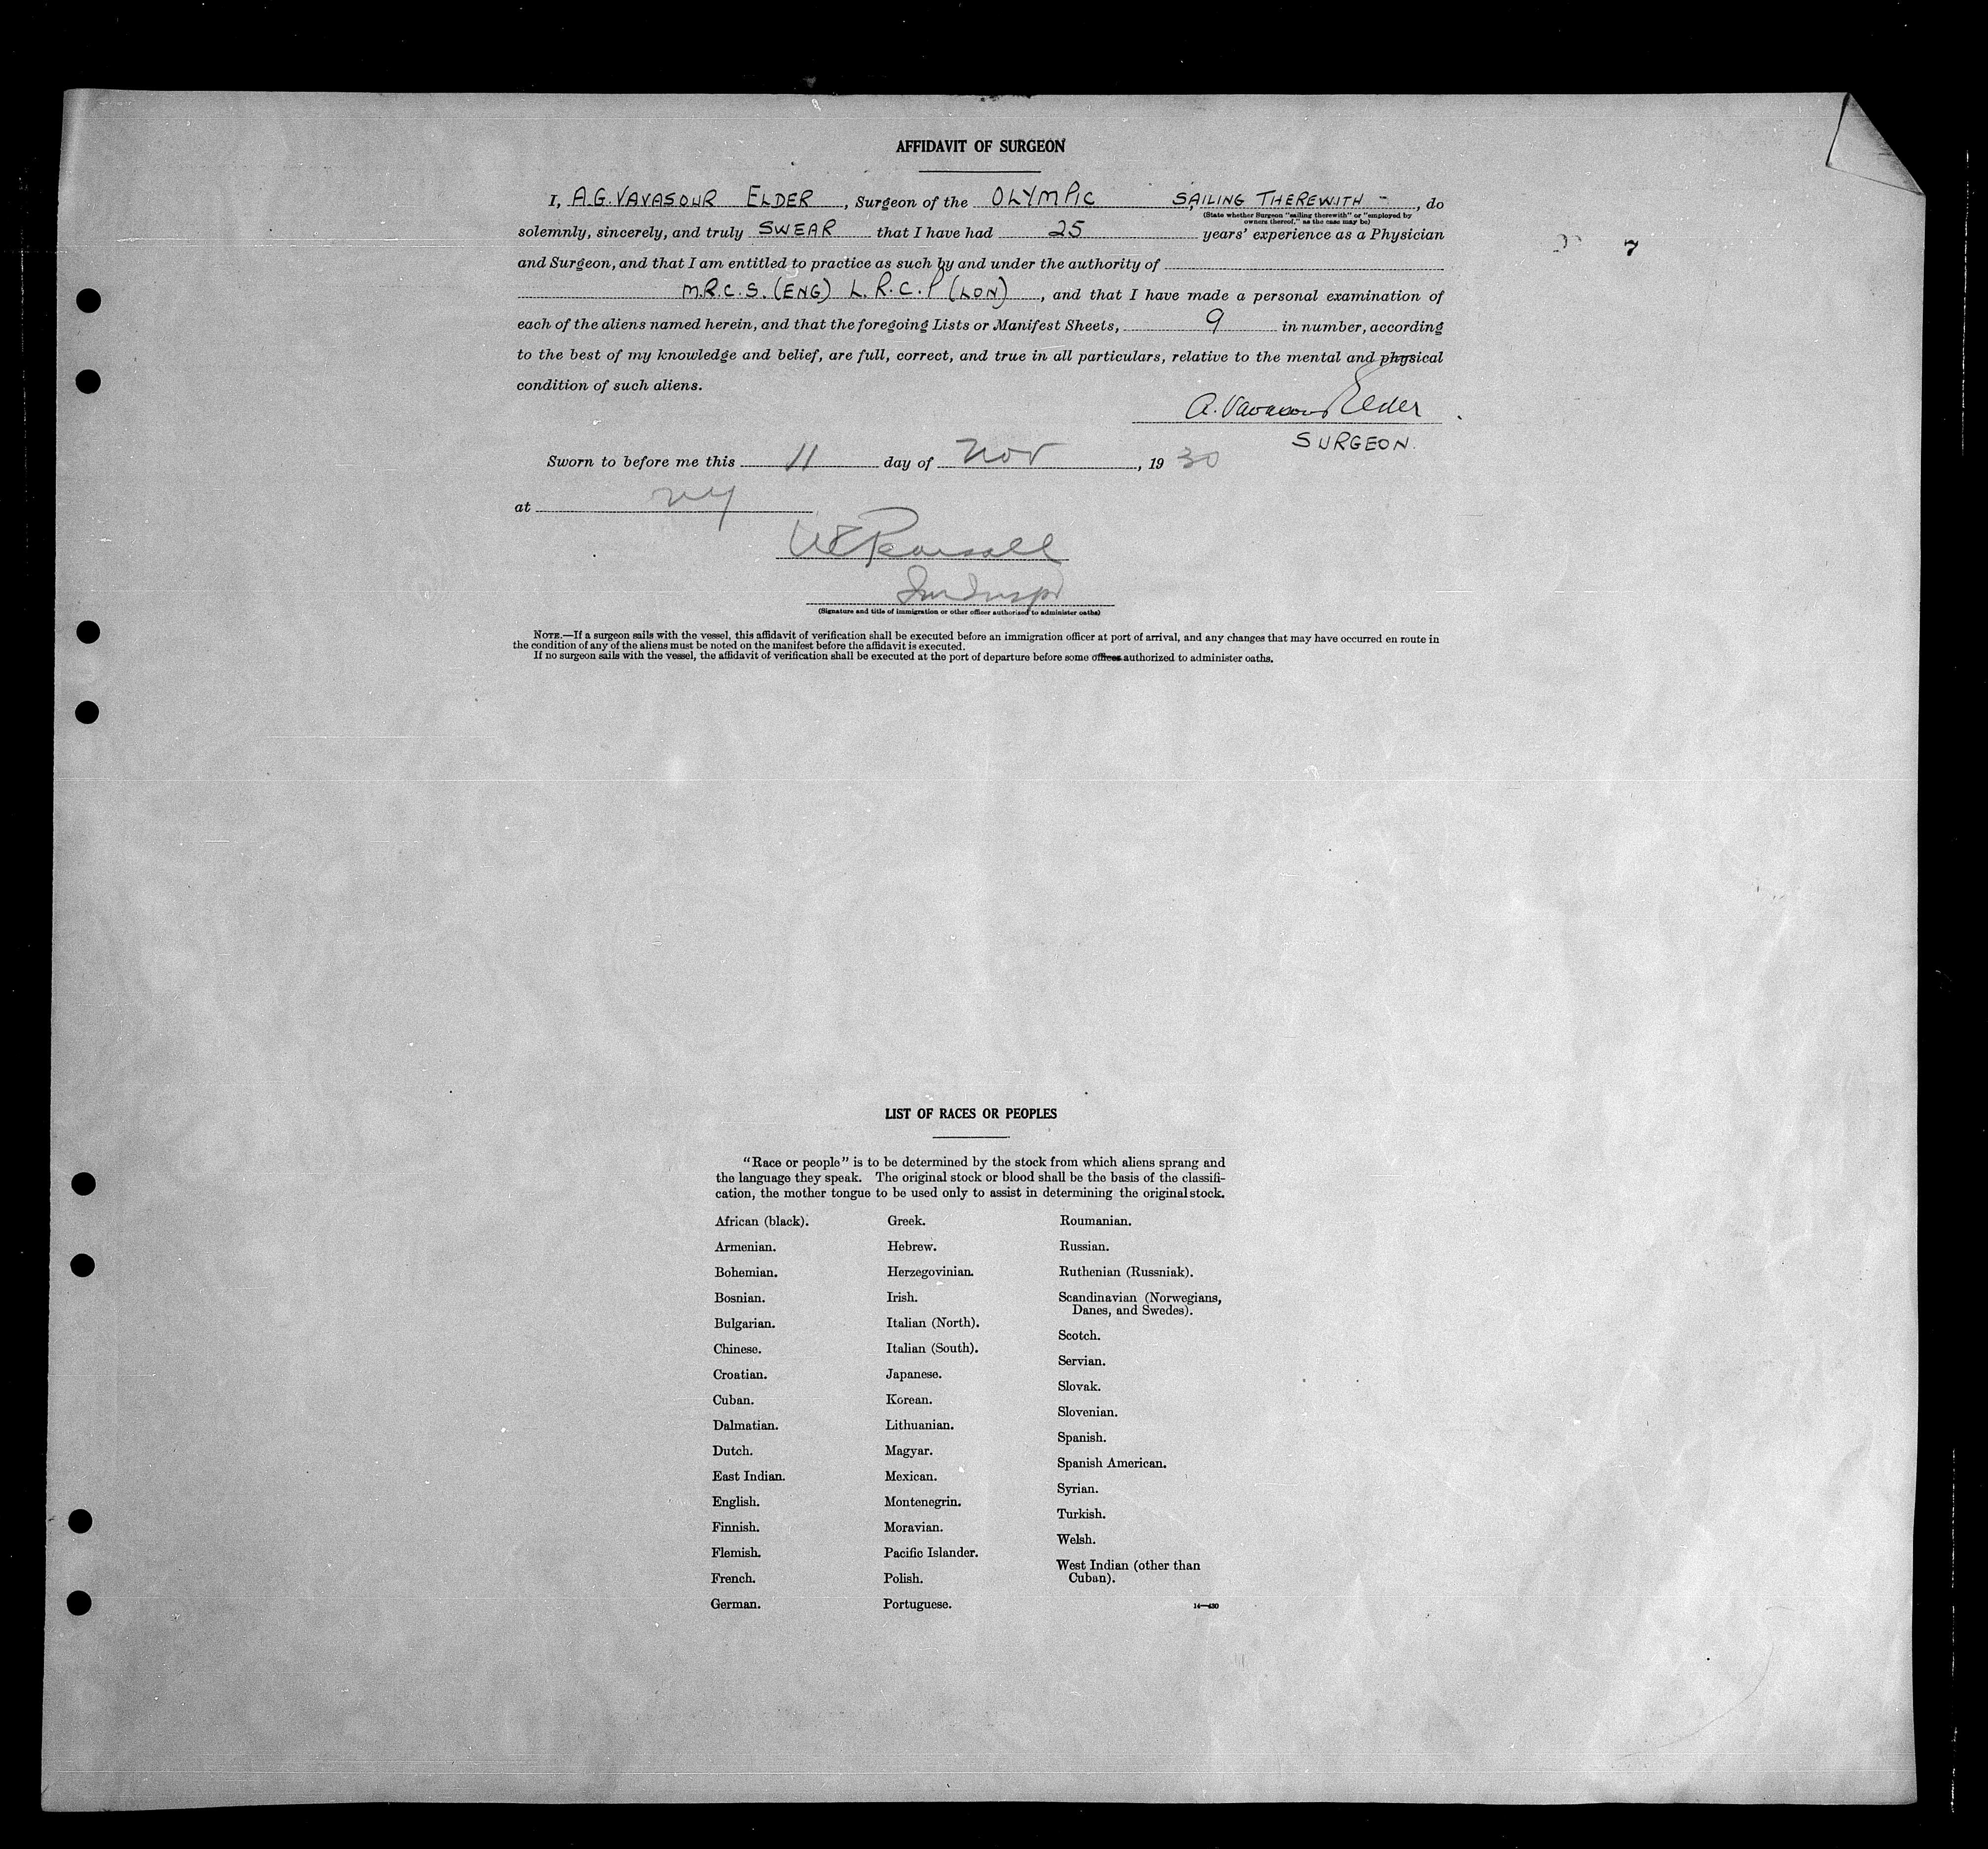 AFFIDAVIT OF SURGEON
I, A.G. VAVASOUR ELDER, Surgeon of the OLYMPIC SAILING THEREWITH -, do
(State whether Surgeon "sailing therewith" or "employed by
owners thereof," as the case may be)
solemnly, sincerely, and truly SWEAR that I have had 25 years' experience as a Physician
7
and Surgeon, and that I am entitled to practice as such by and under the authority of
M.R.C.S. (ENG) L.R.C.P (LON), and that I have made a personal examination of
each of the aliens named herein, and that the foregoing Lists or Manifest Sheets, 9 in number, according
to the best of my knowledge and belief, are full, correct, and true in all particulars, relative to the mental and physical
condition of such aliens.
A. Vavasour Elder
SURGEON.
Sworn to before me this 11 day of Nov, 19 30
at NY
W E Pearsall
Im Inspr
(Signature and title of immigration or other officer authorized to administer oaths)
NOTE.—If a surgeon sails with the vessel, this affidavit of verification shall be executed before an immigration officer at port of arrival, and any changes that may have occurred en route in
the condition of any of the aliens must be noted on the manifest before the affidavit is executed.
If no surgeon sails with the vessel, the affidavit of verification shall be executed at the port of departure before some officer authorized to administer oaths.
LIST OF RACES OR PEOPLES
"Race or people" is to be determined by the stock from which aliens sprang and
the language they speak. The original stock or blood shall be the basis of the classifi-
cation, the mother tongue to be used only to assist in determining the original stock.
African (black).
Armenian.
Bohemian.
Bosnian.
Bulgarian.
Chinese.
Croatian.
Cuban.
Dalmatian.
Dutch.
East Indian.
English.
Finnish.
Flemish.
French.
German.
Greek.
Hebrew.
Herzegovinian.
Irish.
Italian (North).
Italian (South).
Japanese.
Korean.
Lithuanian.
Magyar.
Mexican.
Montenegrin.
Moravian.
Pacific Islander.
Polish.
Portuguese.
Roumanian.
Russian.
Ruthenian (Russniak).
Scandinavian (Norwegians,
Danes, and Swedes).
Scotch.
Servian.
Slovak.
Slovenian.
Spanish.
Spanish American.
Syrian.
Turkish.
Welsh.
West Indian (other than
Cuban).
14—430